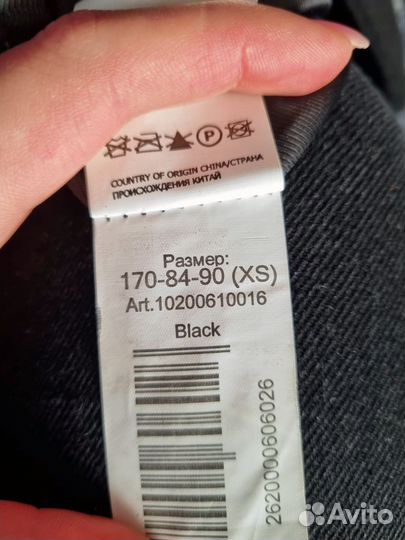 P
COUNTRY OF ORIGIN CHINA/СТРАНА
ПРОИСХОЖДЕНИЯ КИТАЙ
Размер:
170-84-90 (XS)
Art.10200610016
Black
2620000606026
Avito